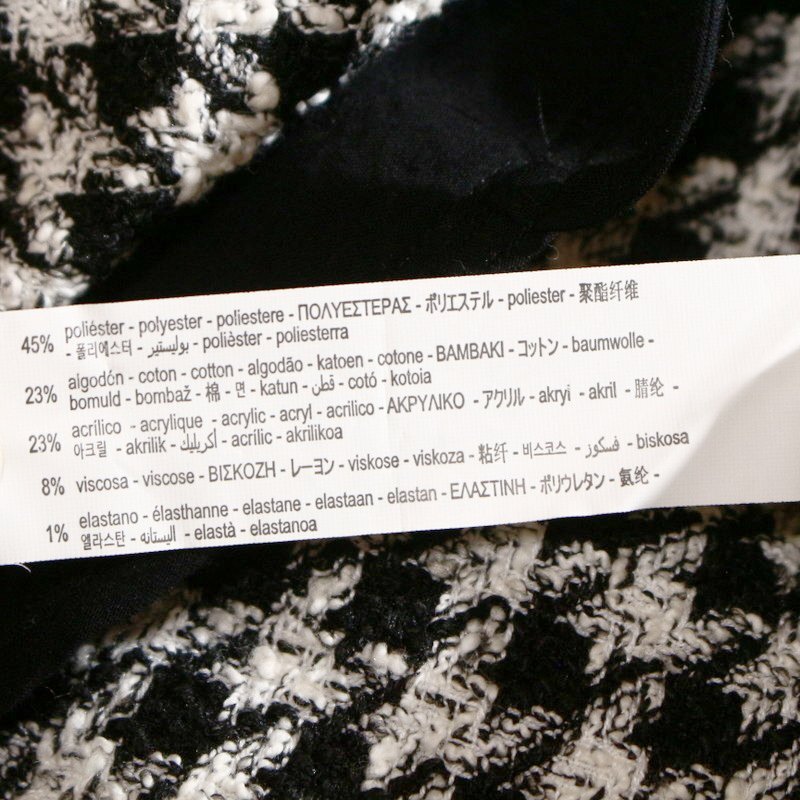 45% poliéster - polyester - poliestere - ΠΟΛΥΕΣΤΕΡΑΣ - ポリエステル - poliester - 聚酯纤维
- 폴리에스터 - بوليستير - polièster - poliesterra
23% algodón - coton - cotton - algodão - katoen - cotone - BAMBAKI - コットン - baumwolle -
bomuld - bombaž - 棉 - 면 - katun - قطن - cotó - kotoia
23% acrílico - acrylique - acrylic - acryl - acrilico - ΑΚΡΥΛΙΚΟ - アクリル - akryl - akril - 腈纶 -
아크릴 - akrilik - أكريليك - acrílic - akrilikoa
8% viscosa - viscose - ΒΙΣΚΟΖΗ - レーヨン - viskose - viskoza - 粘纤 - 비스코스 - فسكوز - biskosa
1% elastano - élasthanne - elastane - elastaan - elastan - ΕΛΑΣΤΙΝΗ - ポリウレタン - 氨纶 -
엘라스탄 - اليستانه - elastà - elastanoa